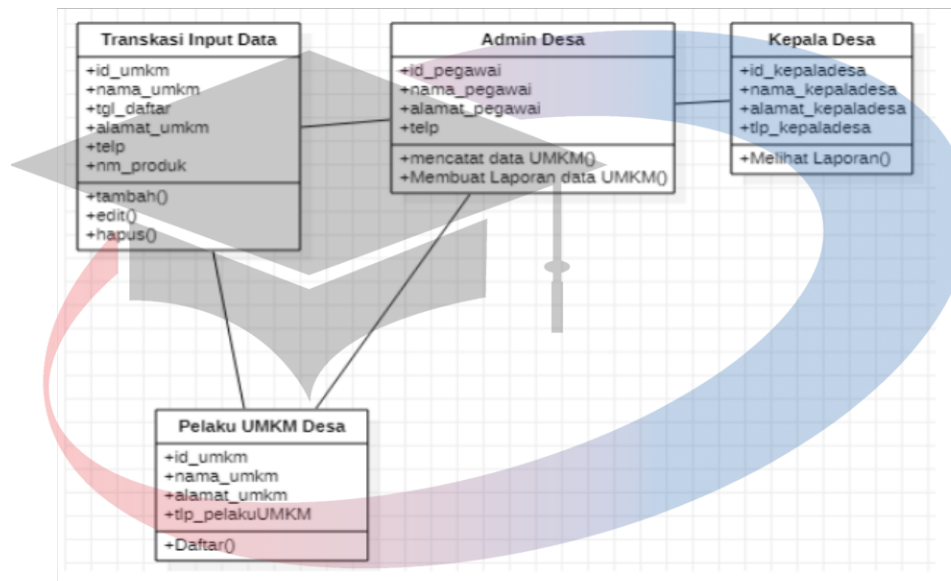 Transkasi Input Data
+id_umkm
+nama_umkm
+tgl_daftar
+alamat_umkm
+telp
+nm_produk
+tambah()
+edit()
+hapus()
Admin Desa
+id_pegawai
+nama_pegawai
+alamat_pegawai
+telp
+mencatat data UMKM()
+Membuat Laporan data UMKM()
Kepala Desa
+id_kepaladesa
+nama_kepaladesa
+alamat_kepaladesa
+tlp_kepaladesa
+Melihat Laporan()
Pelaku UMKM Desa
+id_umkm
+nama_umkm
+alamat_umkm
+tlp_pelakuUMKM
+Daftar()